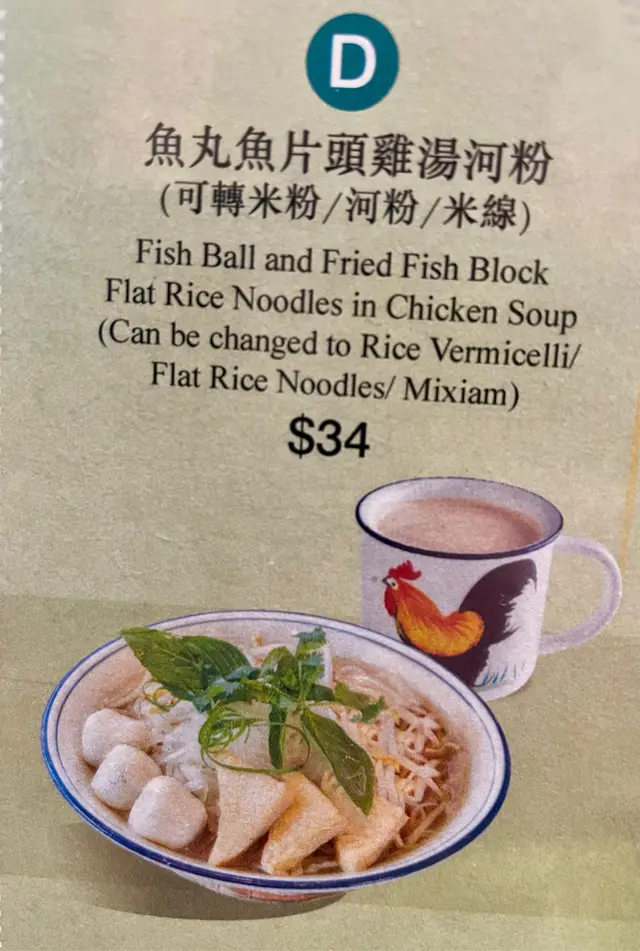 D
魚丸魚片頭雞湯河粉
(可轉米粉/河粉/米線)
Fish Ball and Fried Fish Block
Flat Rice Noodles in Chicken Soup
(Can be changed to Rice Vermicelli/
Flat Rice Noodles/ Mixiam)
$34